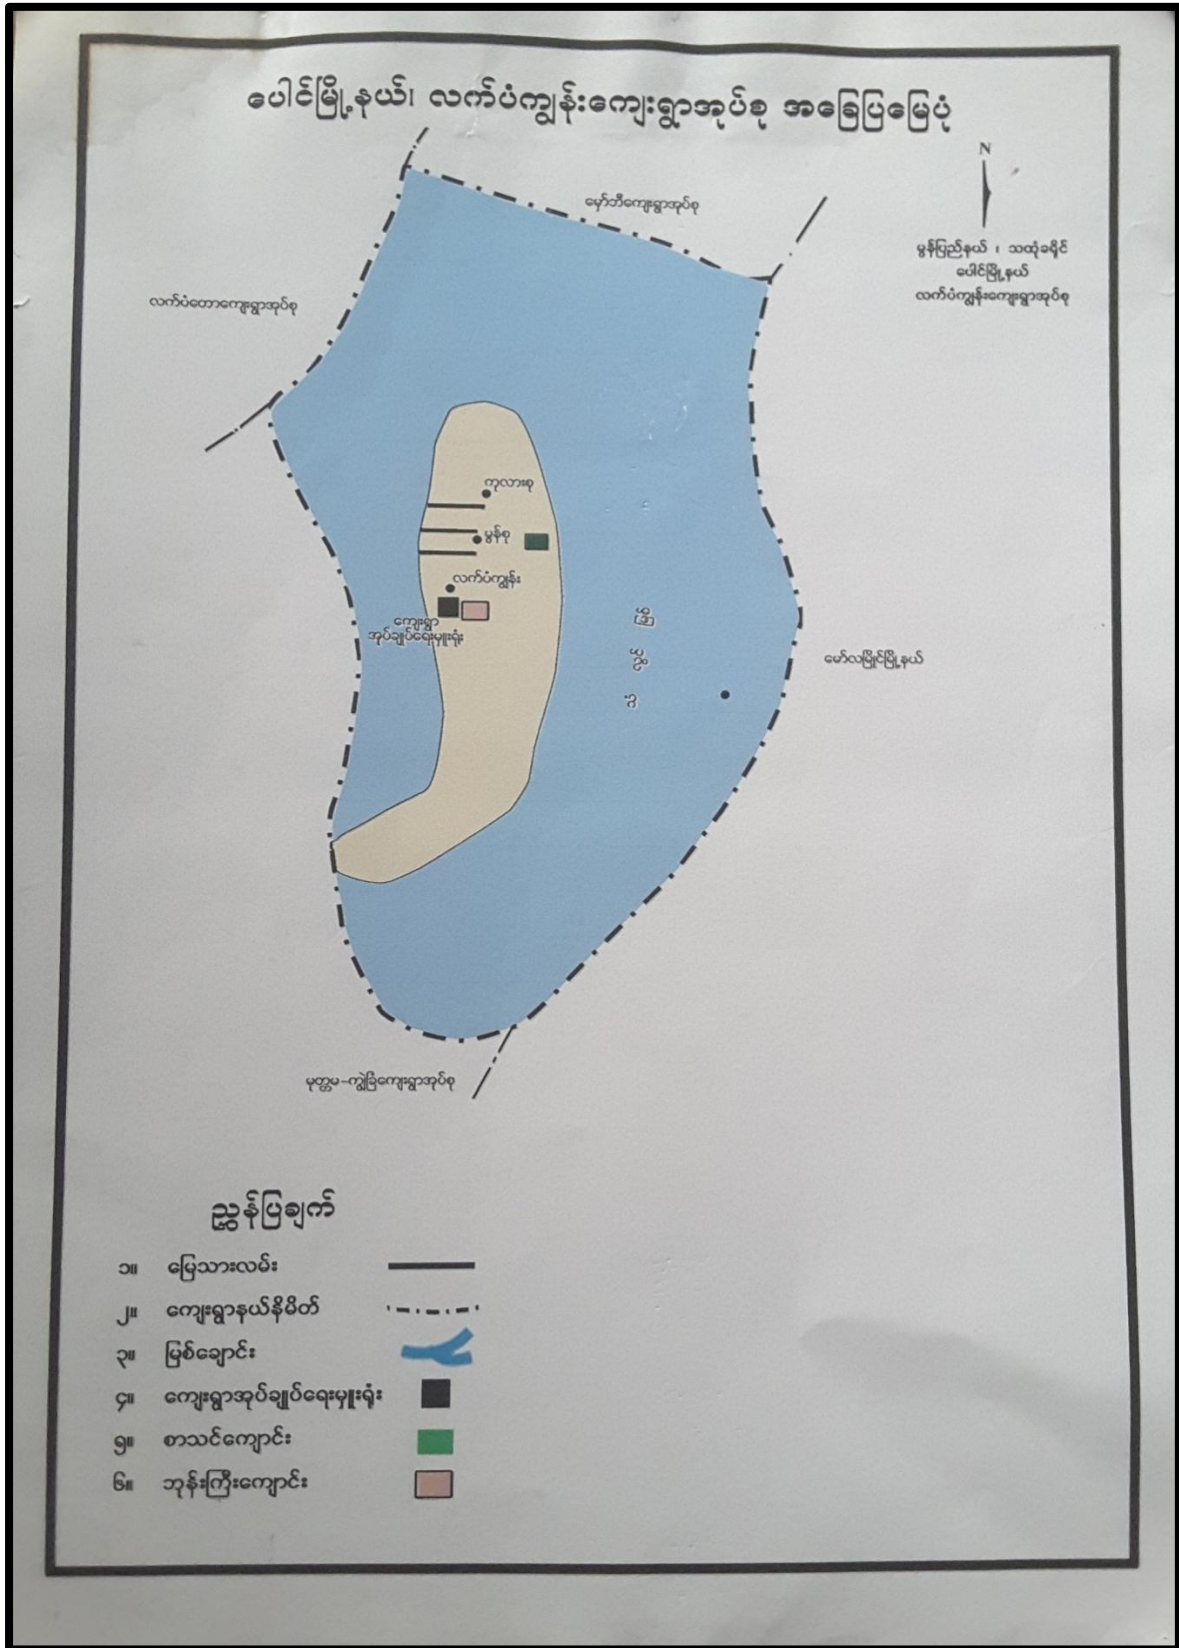 ပေါင်မြို့နယ်၊ လက်ပံကျွန်းကျေးရွာအုပ်စု အခြေပြမြေပုံ
N
မှော်ဘီကျေးရွာအုပ်စု
မွန်ပြည်နယ် ၊ သထုံခရိုင်
ပေါင်မြို့နယ်
လက်ပံကျွန်းကျေးရွာအုပ်စု
လက်ပံတောကျေးရွာအုပ်စု
ကုလားစု
မွန်စု
လက်ပံကျွန်း
ကျေးရွာ
အုပ်ချုပ်ရေးမှူးရုံး
မော်လမြိုင်မြို့နယ်
မုတ္တမ-ကျွဲခြံကျေးရွာအုပ်စု
ညွှန်ပြချက်
၁။ မြေသားလမ်း
၂။ ကျေးရွာနယ်နိမိတ်
၃။ မြစ်ချောင်း
၄။ ကျေးရွာအုပ်ချုပ်ရေးမှူးရုံး
၅။ စာသင်ကျောင်း
၆။ ဘုန်းကြီးကျောင်း